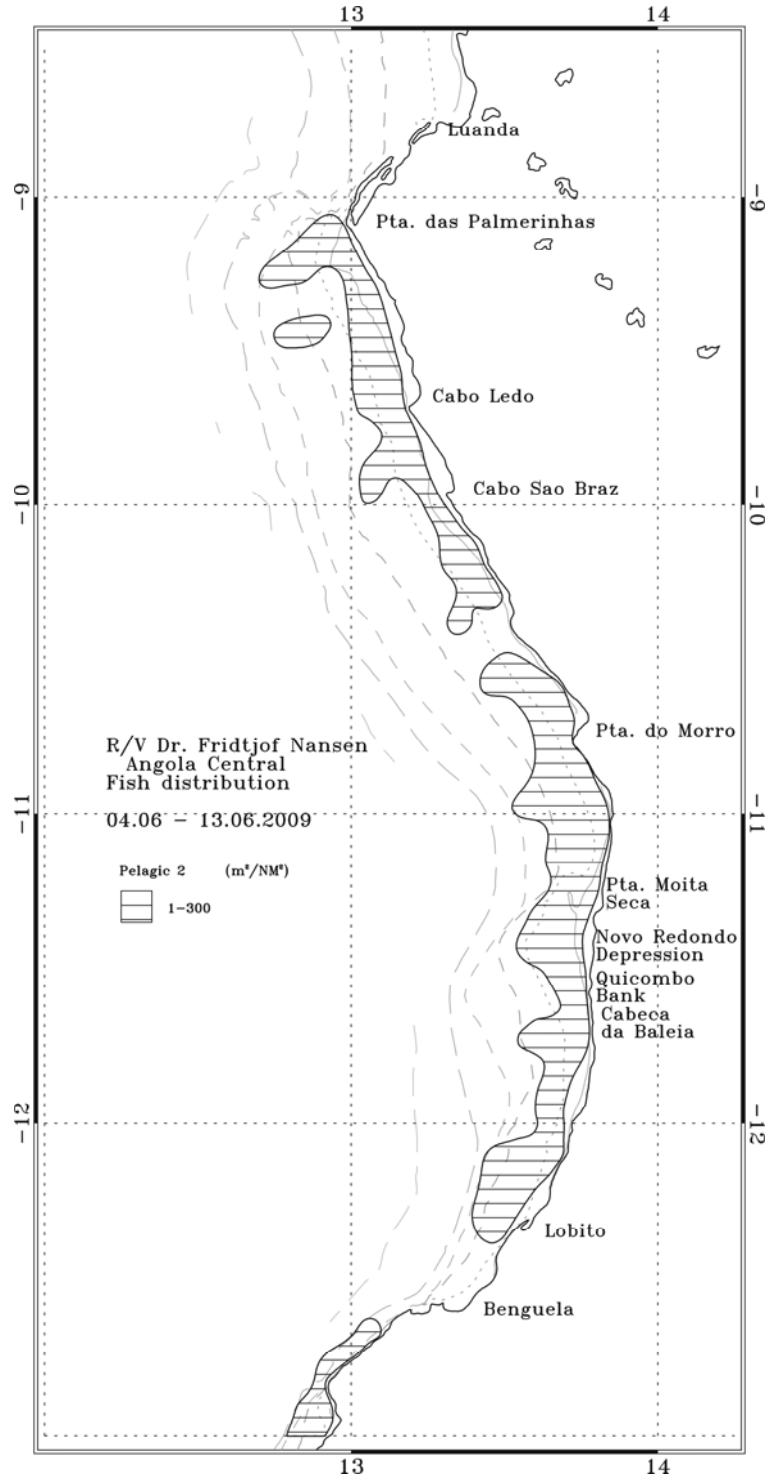 13 14
Luanda
-9 -9
Pta. das Palmerinhas
Cabo Ledo
Cabo Sao Braz
-10 -10
Pta. do Morro
R/V Dr. Fridtjof Nansen
Angola Central
Fish distribution
04.06 - 13.06.2009
-11 -11
Pelagic 2 (m²/NM²)
1-300
Pta. Moita
Seca
Novo Redondo
Depression
Quicombo
Bank
Cabeca
da Baleia
-12 -12
Lobito
Benguela
13 14